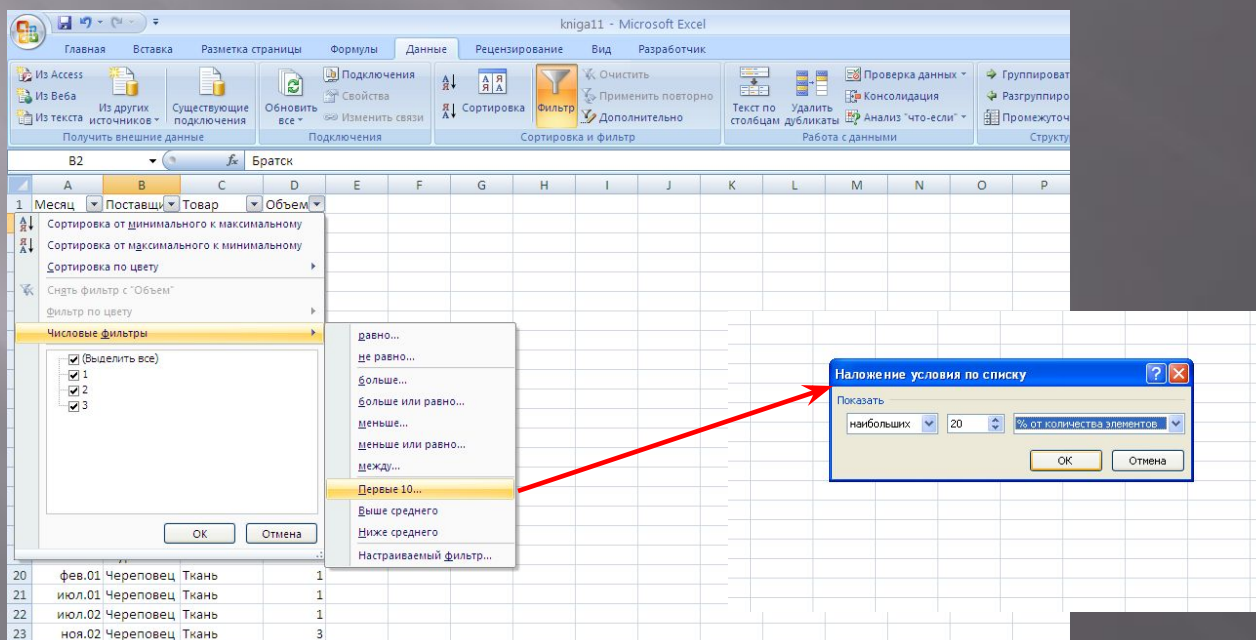 kniga11 - Microsoft Excel
Главная Вставка Разметка страницы Формулы Данные Рецензирование Вид Разработчик
Из Access
Из Веба
Из текста
Из других источников
Существующие подключения
Получить внешние данные
Обновить все
Подключения
Свойства
Изменить связи
Подключения
Сортировка
Фильтр
Очистить
Применить повторно
Дополнительно
Сортировка и фильтр
Текст по столбцам
Удалить дубликаты
Проверка данных
Консолидация
Анализ "что-если"
Работа с данными
Группироват
Разгруппиро
Промежуточ
Структу
B2 fx Братск
A B C D E F G H I J K L M N O P
1 Месяц Поставщи Товар Объем
Сортировка от минимального к максимальному
Сортировка от максимального к минимальному
Сортировка по цвету
Снять фильтр с "Объем"
Фильтр по цвету
Числовые фильтры
(Выделить все)
1
2
3
ОК Отмена
равно...
не равно...
больше...
больше или равно...
меньше...
меньше или равно...
между...
Первые 10...
Выше среднего
Ниже среднего
Настраиваемый фильтр...
Наложение условия по списку
Показать
наибольших 20 % от количества элементов
ОК Отмена
20 фев.01 Череповец Ткань 1
21 июл.01 Череповец Ткань 1
22 июл.02 Череповец Ткань 1
23 ноя.02 Череповец Ткань 3